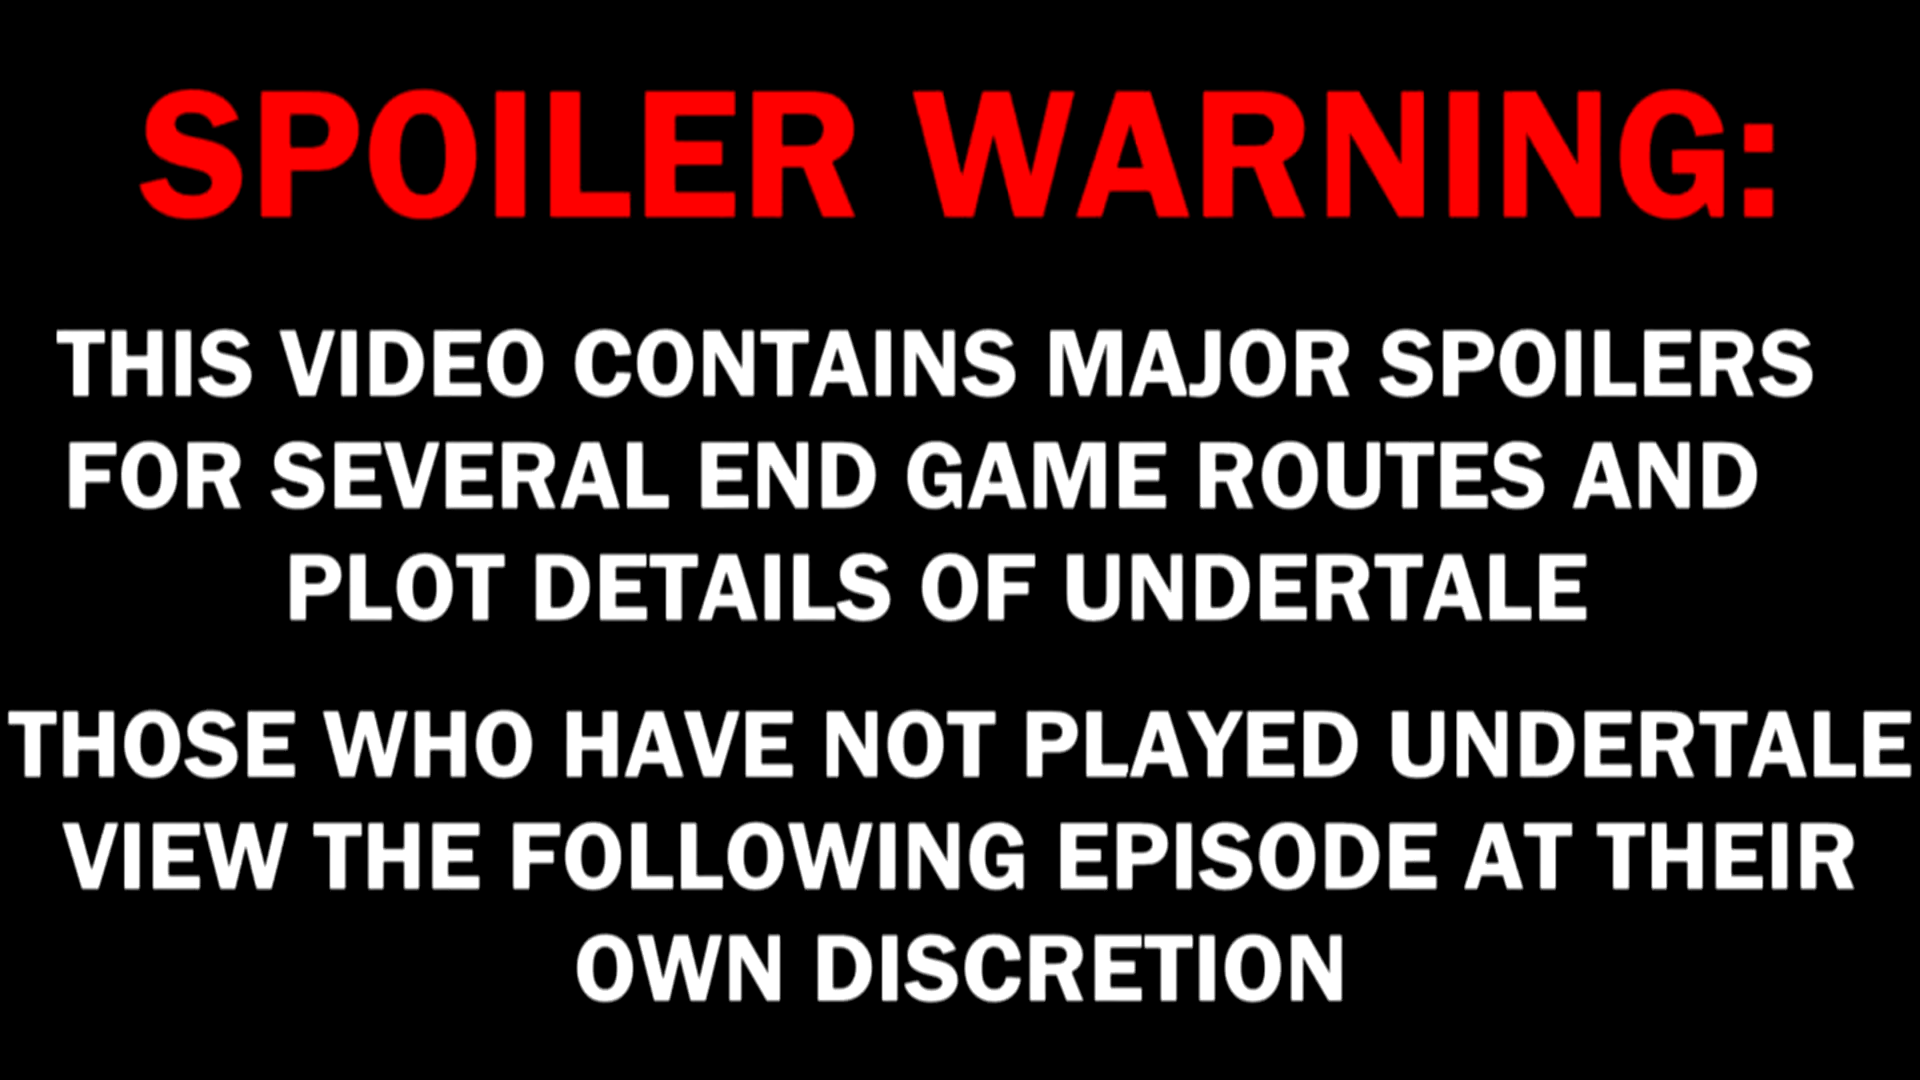 SPOILER WARNING:
THIS VIDEO CONTAINS MAJOR SPOILERS
FOR SEVERAL END GAME ROUTES AND
PLOT DETAILS OF UNDERTALE
THOSE WHO HAVE NOT PLAYED UNDERTALE
VIEW THE FOLLOWING EPISODE AT THEIR
OWN DISCRETION